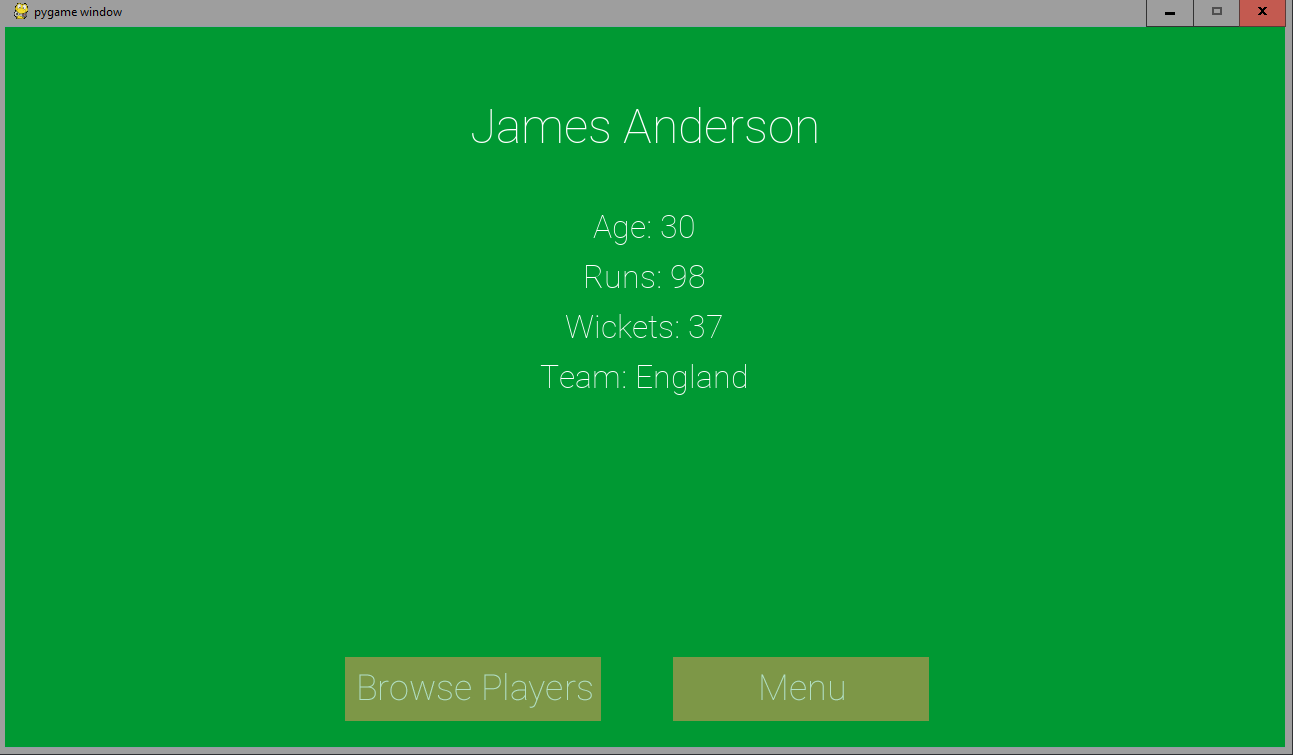 pygame window
James Anderson
Age: 30
Runs: 98
Wickets: 37
Team: England
Browse Players
Menu